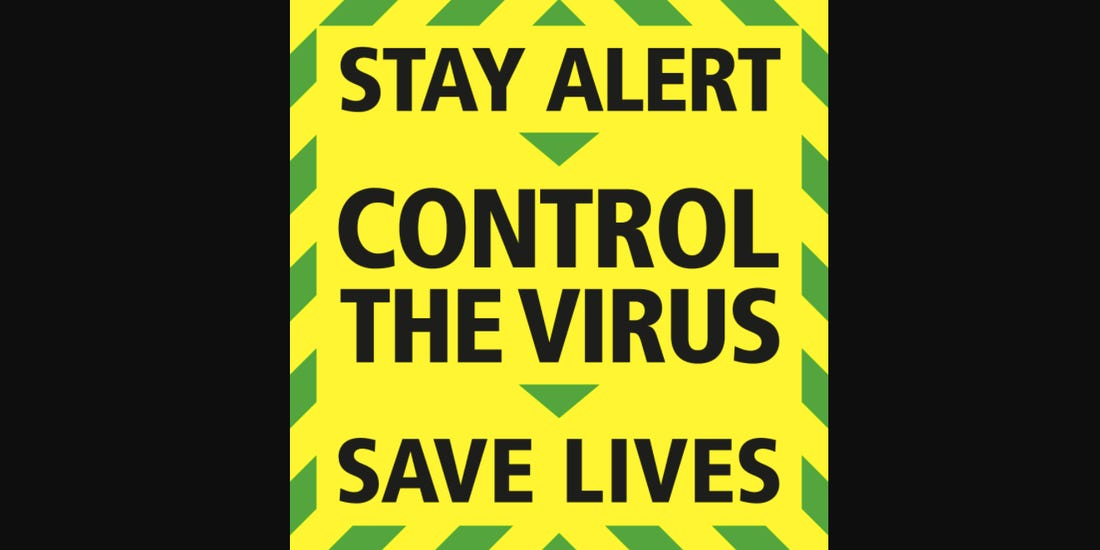 STAY ALERT
CONTROL
THE VIRUS
SAVE LIVES